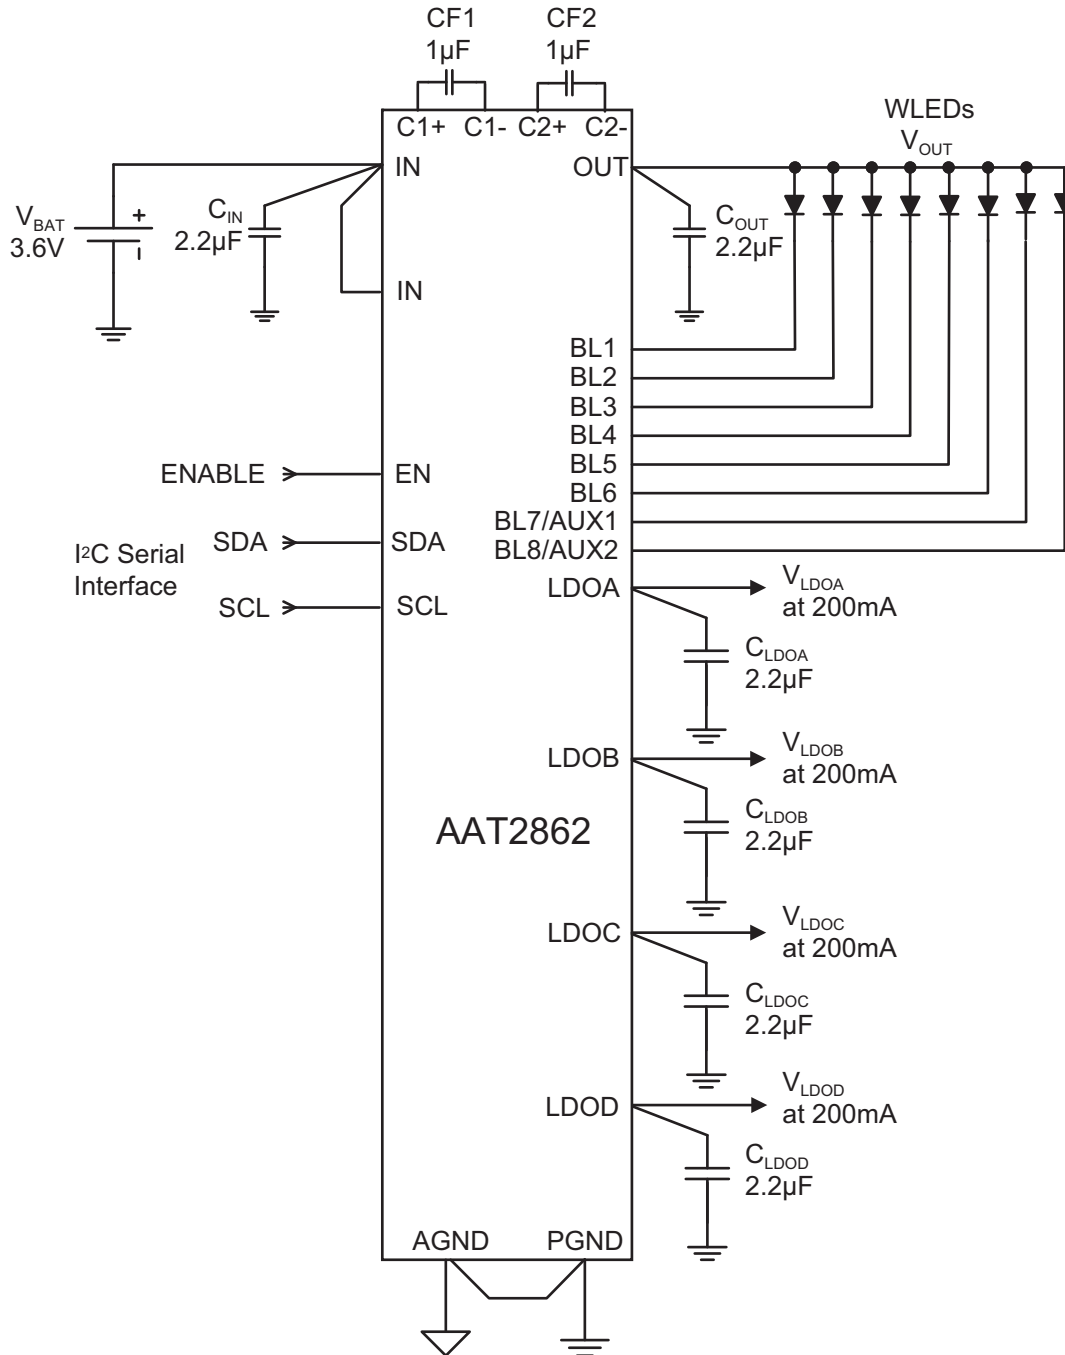 CF1
1µF
CF2
1µF
C1+ C1- C2+ C2-
WLEDs
VOUT
IN
OUT
VBAT
3.6V
+
−
CIN
2.2µF
COUT
2.2µF
IN
BL1
BL2
BL3
BL4
BL5
BL6
BL7/AUX1
BL8/AUX2
ENABLE
EN
I²C Serial
Interface
SDA
SDA
SCL
SCL
LDOA
VLDOA
at 200mA
CLDOA
2.2µF
LDOB
VLDOB
at 200mA
CLDOB
2.2µF
AAT2862
LDOC
VLDOC
at 200mA
CLDOC
2.2µF
LDOD
VLDOD
at 200mA
CLDOD
2.2µF
AGND
PGND